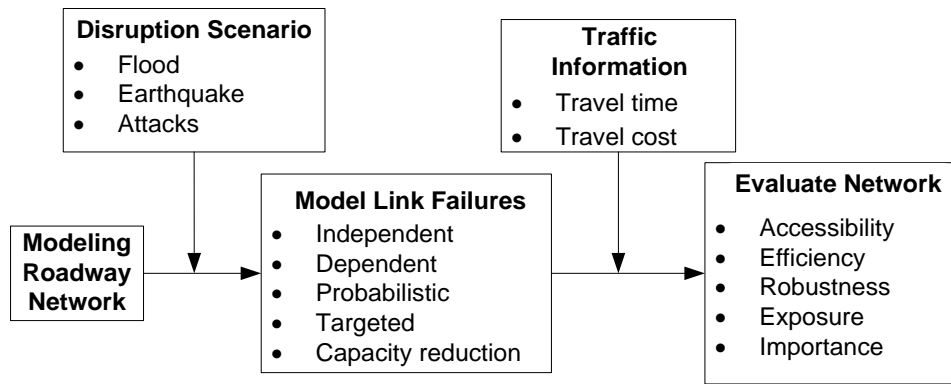 Disruption Scenario
• Flood
• Earthquake
• Attacks
Traffic
Information
• Travel time
• Travel cost
Modeling
Roadway
Network
Model Link Failures
• Independent
• Dependent
• Probabilistic
• Targeted
• Capacity reduction
Evaluate Network
• Accessibility
• Efficiency
• Robustness
• Exposure
• Importance